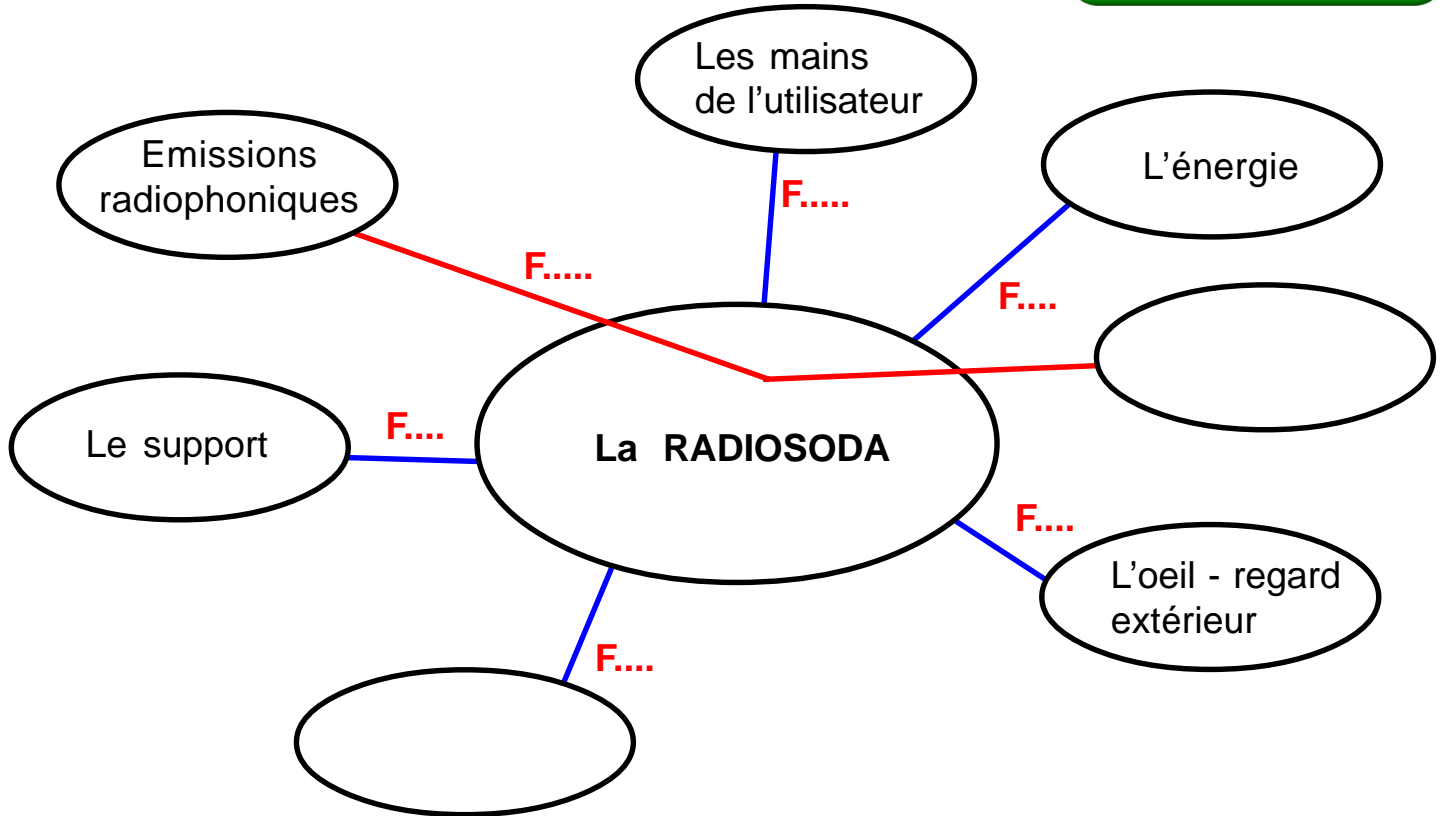 Les mains
de l'utilisateur
Emissions
radiophoniques
L'énergie
F.....
F.....
F....
Le support
F....
La RADIOSODA
F....
L'oeil - regard
extérieur
F....